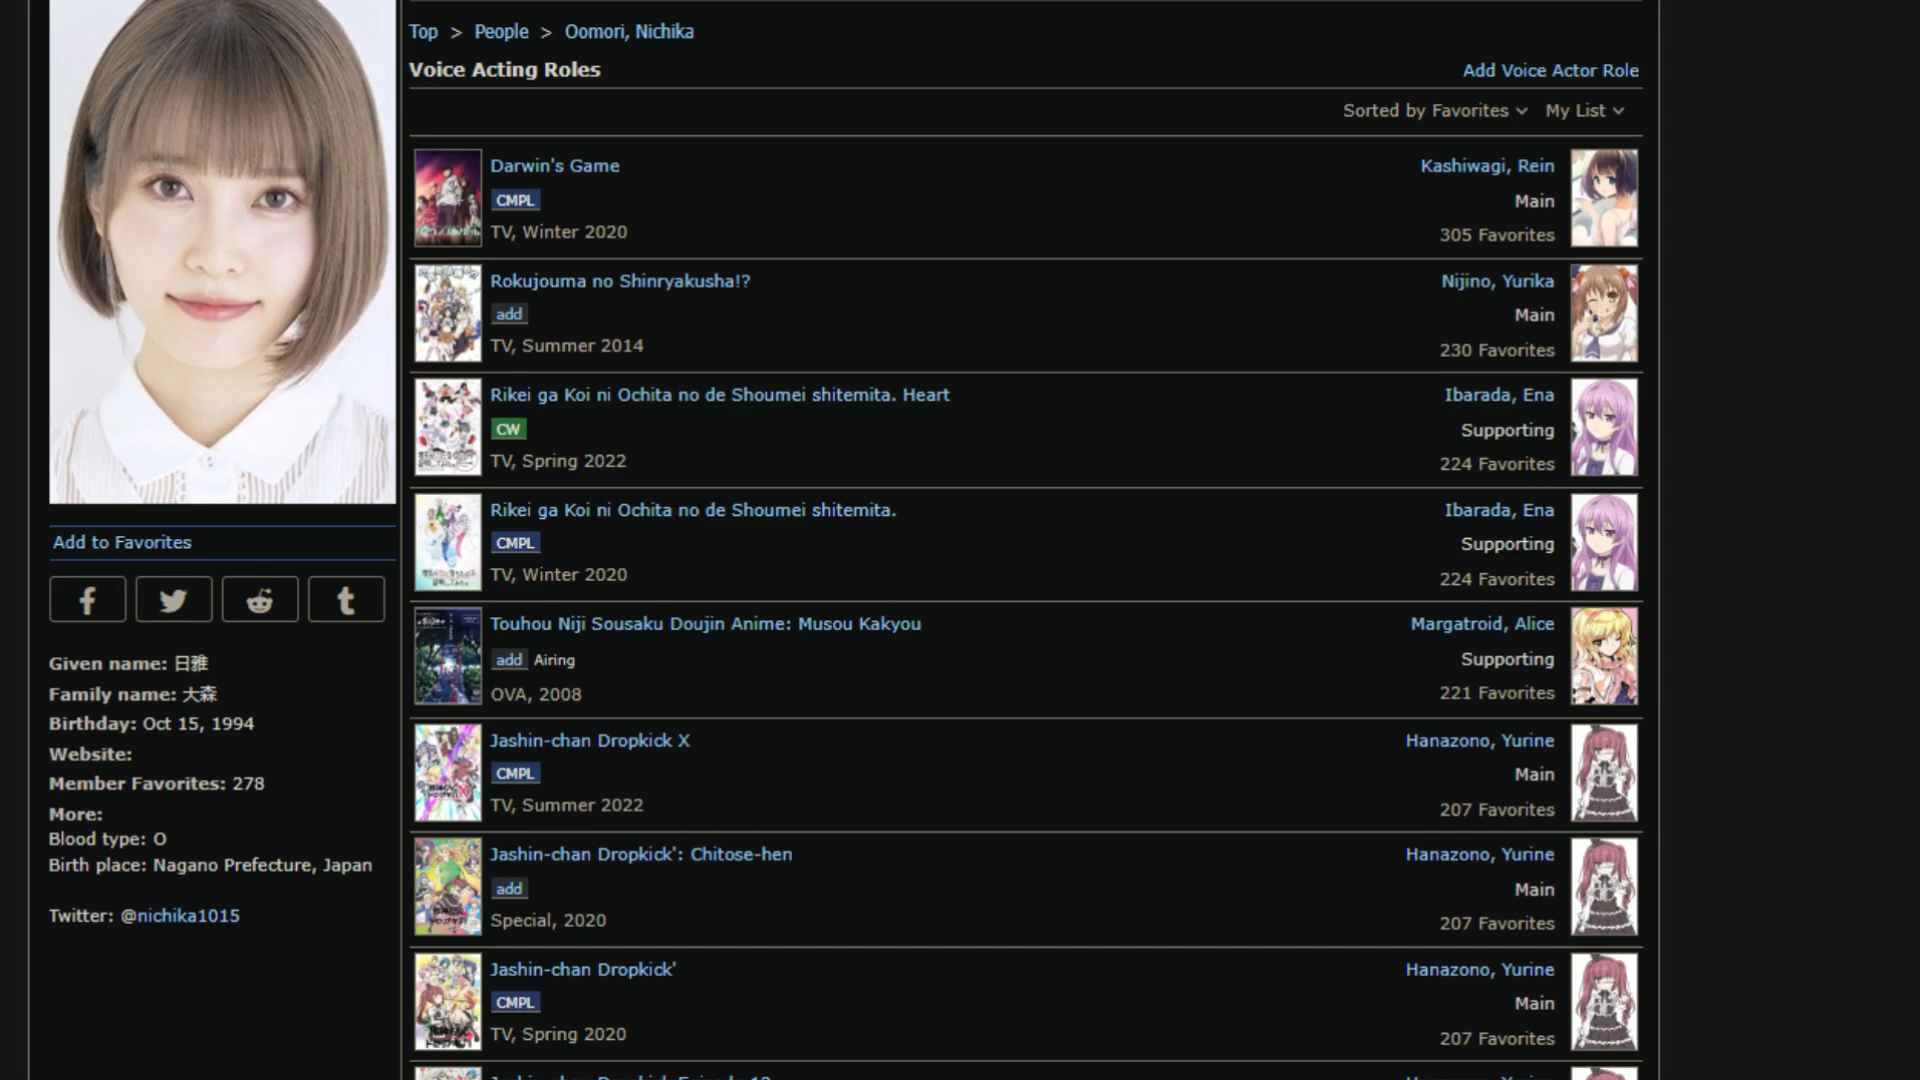 Top > People > Oomori, Nichika
Voice Acting Roles
Add Voice Actor Role
Sorted by Favorites
My List
Darwin's Game
CMPL
TV, Winter 2020
Kashiwagi, Rein
Main
305 Favorites
Rokujouma no Shinryakusha!?
add
TV, Summer 2014
Nijino, Yurika
Main
230 Favorites
Rikei ga Koi ni Ochita no de Shoumei shitemita. Heart
CW
TV, Spring 2022
Ibarada, Ena
Supporting
224 Favorites
Rikei ga Koi ni Ochita no de Shoumei shitemita.
CMPL
TV, Winter 2020
Ibarada, Ena
Supporting
224 Favorites
Touhou Niji Sousaku Doujin Anime: Musou Kakyou
add Airing
OVA, 2008
Margatroid, Alice
Supporting
221 Favorites
Jashin-chan Dropkick X
CMPL
TV, Summer 2022
Hanazono, Yurine
Main
207 Favorites
Jashin-chan Dropkick': Chitose-hen
add
Special, 2020
Hanazono, Yurine
Main
207 Favorites
Jashin-chan Dropkick'
CMPL
TV, Spring 2020
Hanazono, Yurine
Main
207 Favorites
Add to Favorites
Given name: 日雅
Family name: 大森
Birthday: Oct 15, 1994
Website:
Member Favorites: 278
More:
Blood type: O
Birth place: Nagano Prefecture, Japan
Twitter: @nichika1015